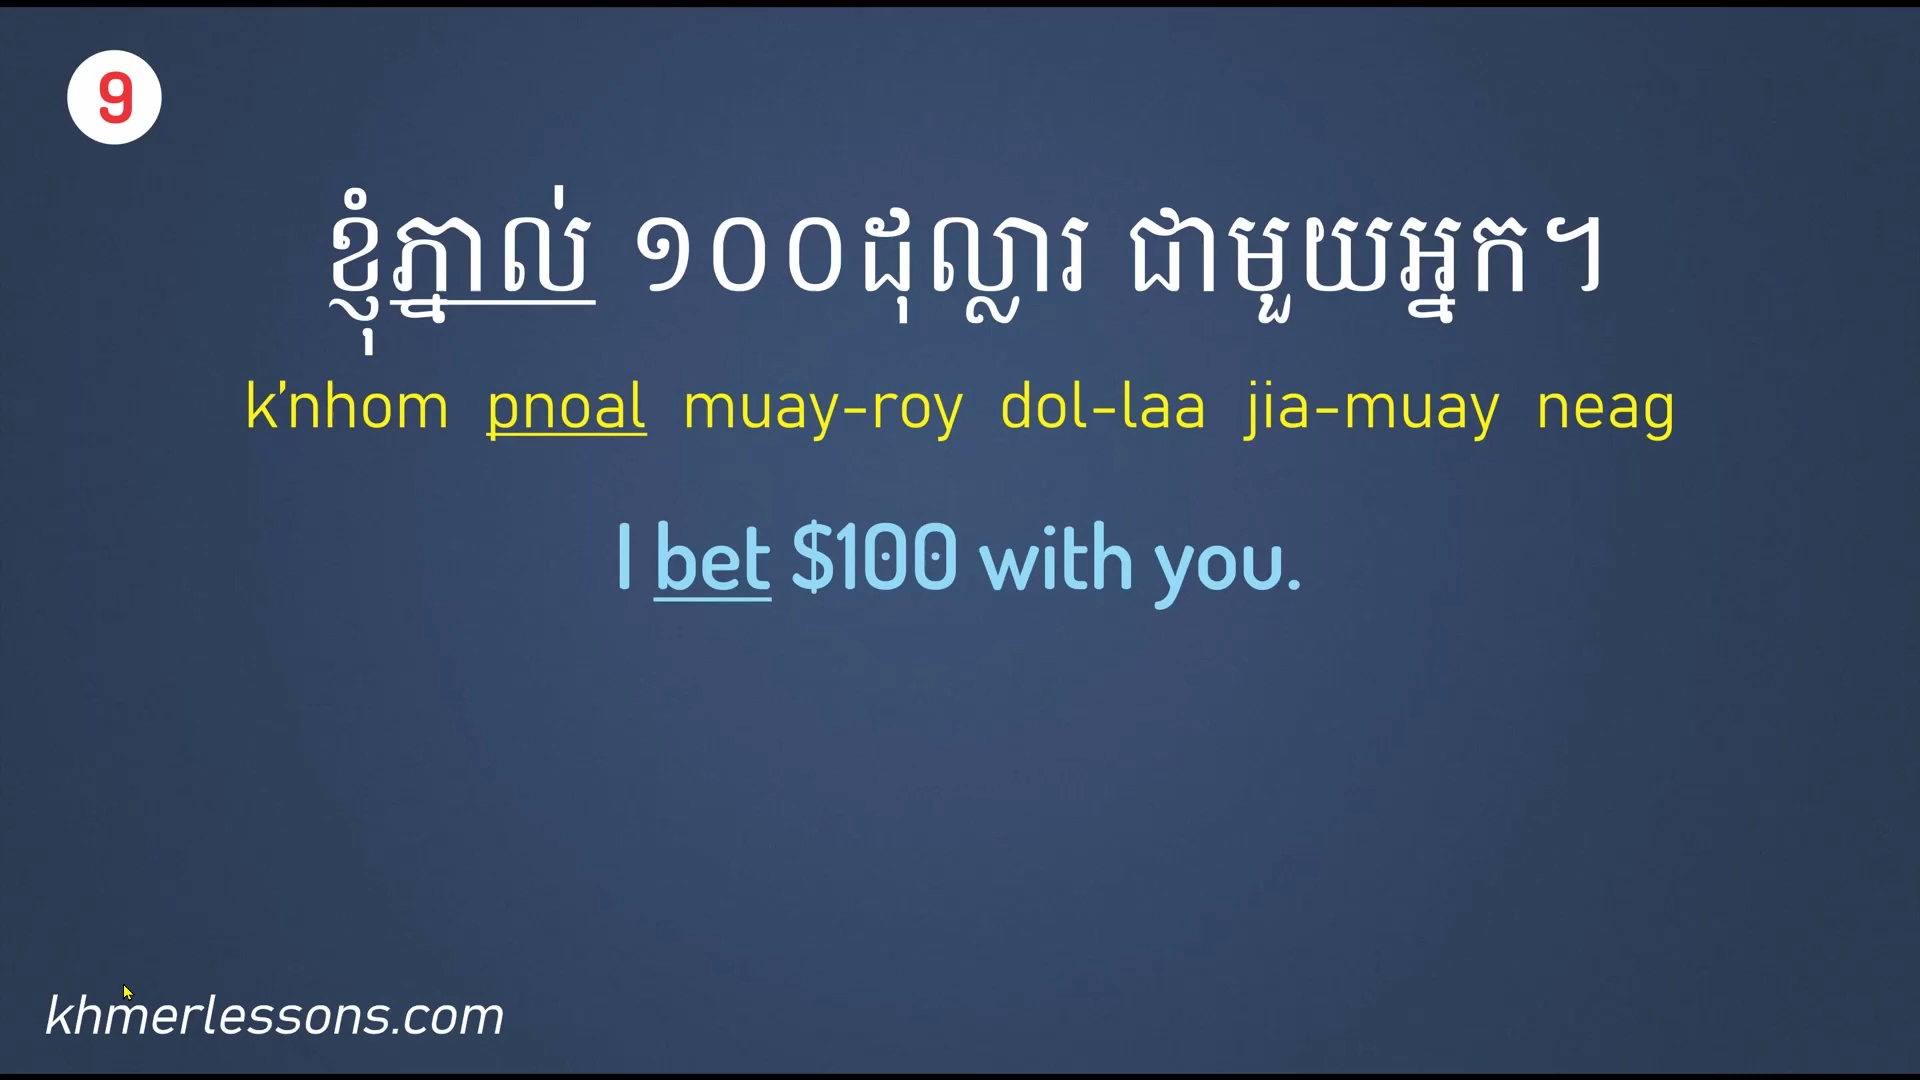 9
ខ្ញុំភ្នាល់ ១០០ដុល្លារ ជាមួយអ្នក។
k'nhom pnoal muay-roy dol-laa jia-muay neag
I bet $100 with you.
khmerlessons.com